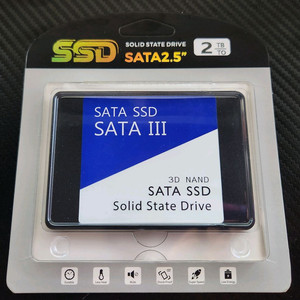 SSD
SOLID STATE DRIVE
SATA2.5"
2 TB
TO
SATA SSD
SATA III
3D NAND
SATA SSD
Solid State Drive